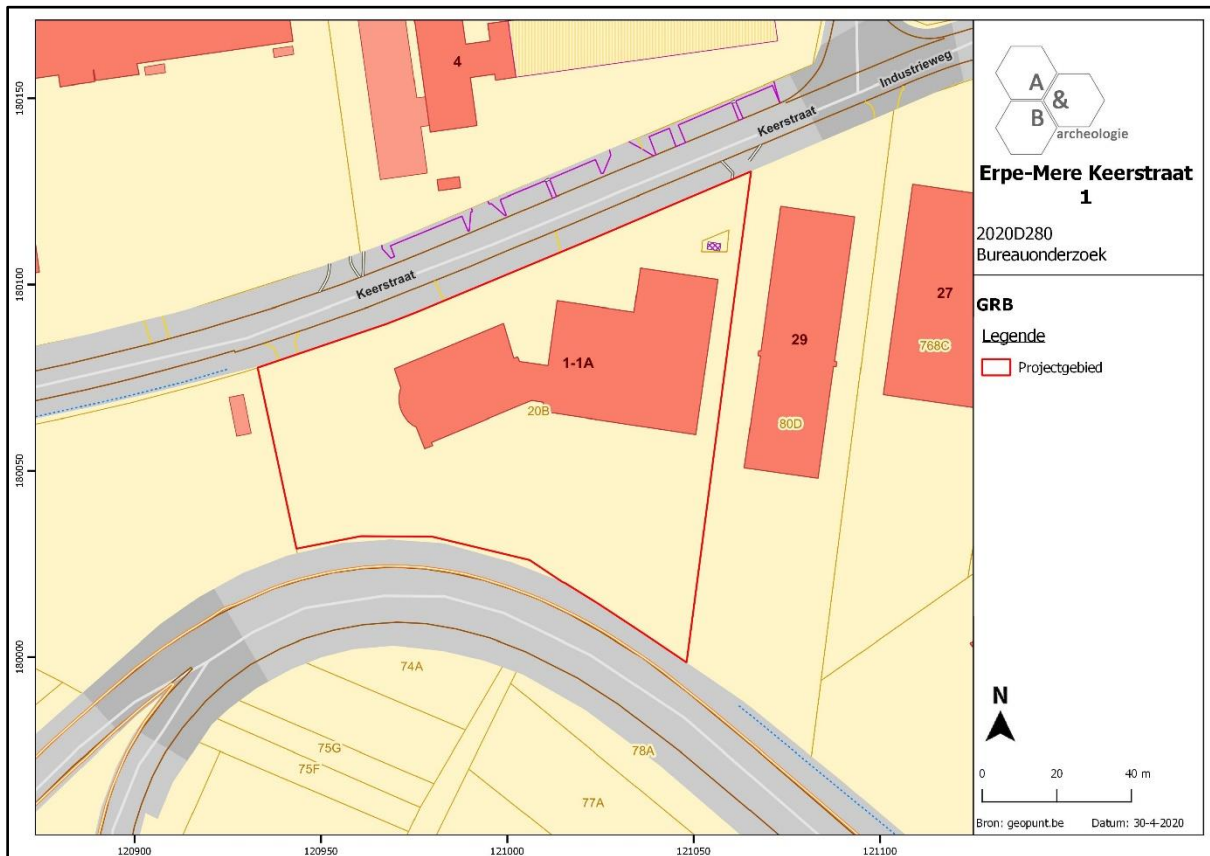 4
Industrieweg
Keerstraat
Keerstraat
1-1A
20B
29
80D
27
768C
74A
75G
75F
78A
77A
180150
180100
180050
180000
120900
120950
121000
121050
121100
A
&
B
archeologie
Erpe-Mere Keerstraat
1
2020D280
Bureauonderzoek
GRB
Legende
Projectgebied
N
0 20 40 m
Bron: geopunt.be Datum: 30-4-2020